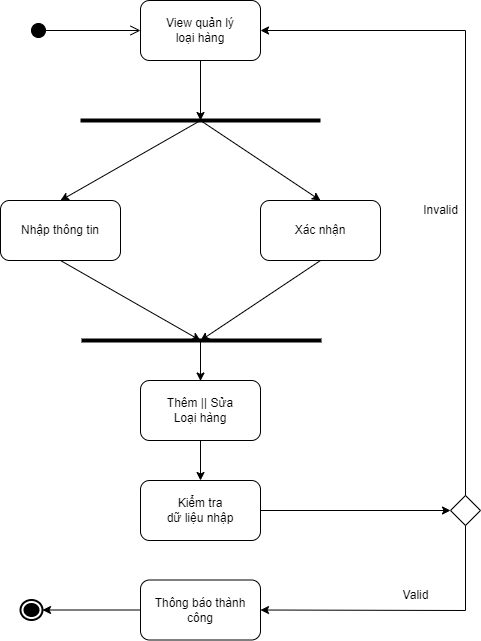 View quản lý
loại hàng
Nhập thông tin
Xác nhận
Invalid
Thêm || Sửa
Loại hàng
Kiểm tra
dữ liệu nhập
Valid
Thông báo thành
công